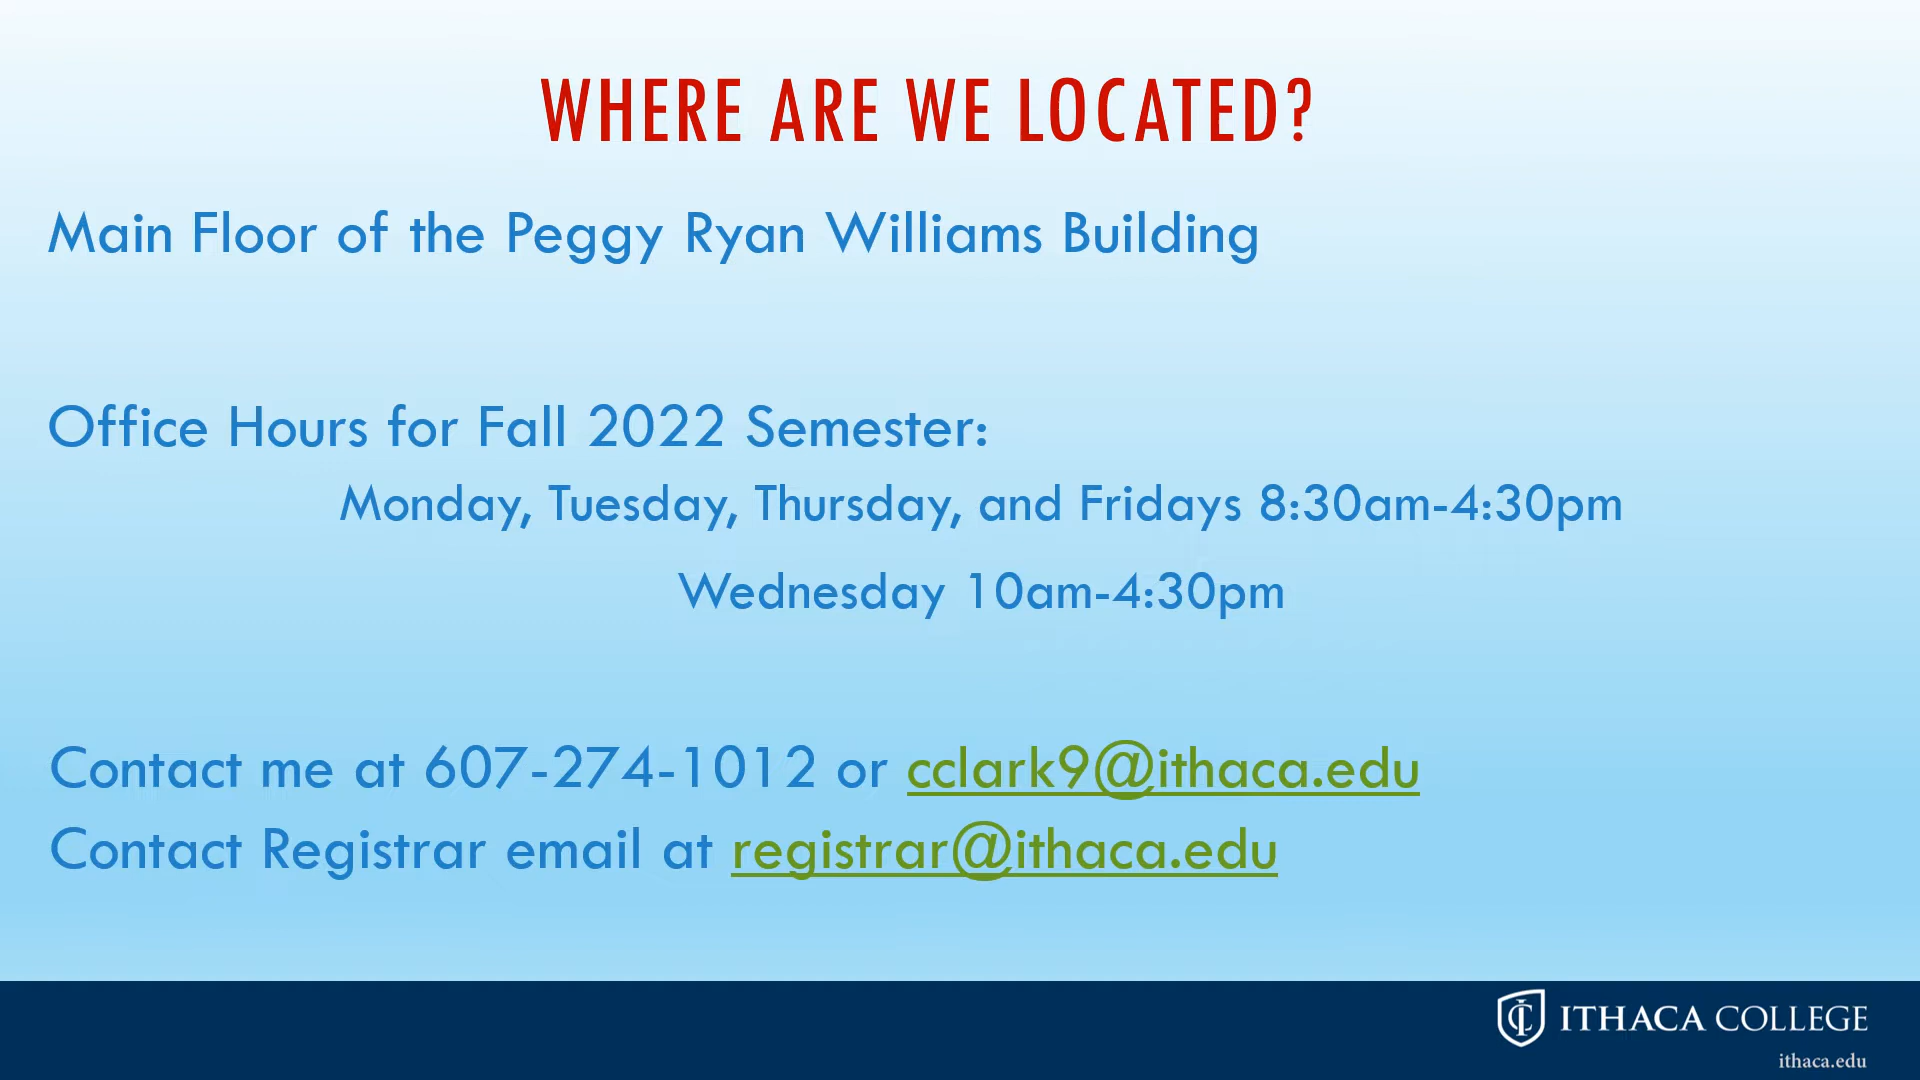 WHERE ARE WE LOCATED?
Main Floor of the Peggy Ryan Williams Building
Office Hours for Fall 2022 Semester:
Monday, Tuesday, Thursday, and Fridays 8:30am-4:30pm
Wednesday 10am-4:30pm
Contact me at 607-274-1012 or cclark9@ithaca.edu
Contact Registrar email at registrar@ithaca.edu
ITHACA COLLEGE
ithaca.edu